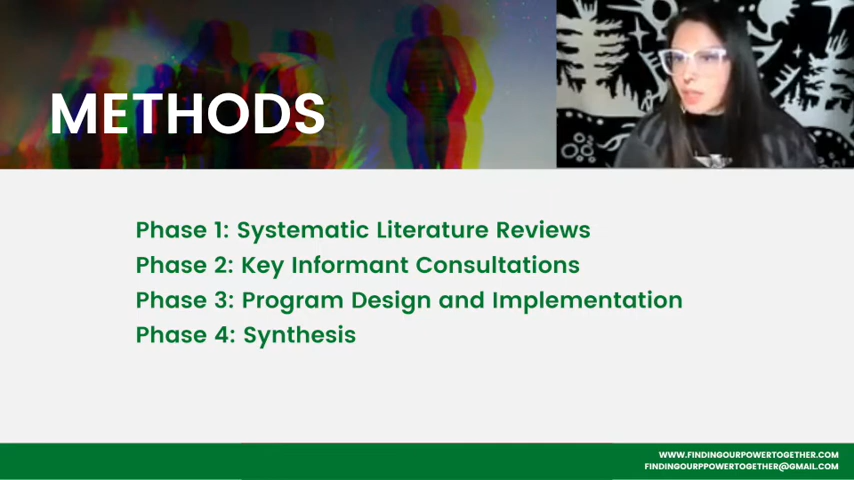 METHODS
Phase 1: Systematic Literature Reviews
Phase 2: Key Informant Consultations
Phase 3: Program Design and Implementation
Phase 4: Synthesis
WWW.FINDINGOURPOWERTOGETHER.COM
FINDINGOURPPOWERTOGETHER@GMAIL.COM